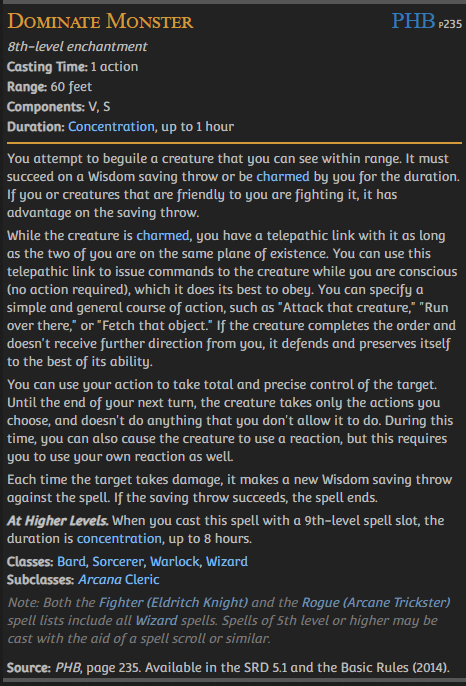 Dominate Monster PHB p235
8th-level enchantment
Casting Time: 1 action
Range: 60 feet
Components: V, S
Duration: Concentration, up to 1 hour
You attempt to beguile a creature that you can see within range. It must
succeed on a Wisdom saving throw or be charmed by you for the duration.
If you or creatures that are friendly to you are fighting it, it has
advantage on the saving throw.
While the creature is charmed, you have a telepathic link with it as long
as the two of you are on the same plane of existence. You can use this
telepathic link to issue commands to the creature while you are conscious
(no action required), which it does its best to obey. You can specify a
simple and general course of action, such as "Attack that creature," "Run
over there," or "Fetch that object." If the creature completes the order and
doesn't receive further direction from you, it defends and preserves itself
to the best of its ability.
You can use your action to take total and precise control of the target.
Until the end of your next turn, the creature takes only the actions you
choose, and doesn't do anything that you don't allow it to do. During this
time, you can also cause the creature to use a reaction, but this requires
you to use your own reaction as well.
Each time the target takes damage, it makes a new Wisdom saving throw
against the spell. If the saving throw succeeds, the spell ends.
At Higher Levels. When you cast this spell with a 9th-level spell slot, the
duration is concentration, up to 8 hours.
Classes: Bard, Sorcerer, Warlock, Wizard
Subclasses: Arcana Cleric
Note: Both the Fighter (Eldritch Knight) and the Rogue (Arcane Trickster)
spell lists include all Wizard spells. Spells of 5th level or higher may be
cast with the aid of a spell scroll or similar.
Source: PHB, page 235. Available in the SRD 5.1 and the Basic Rules (2014).